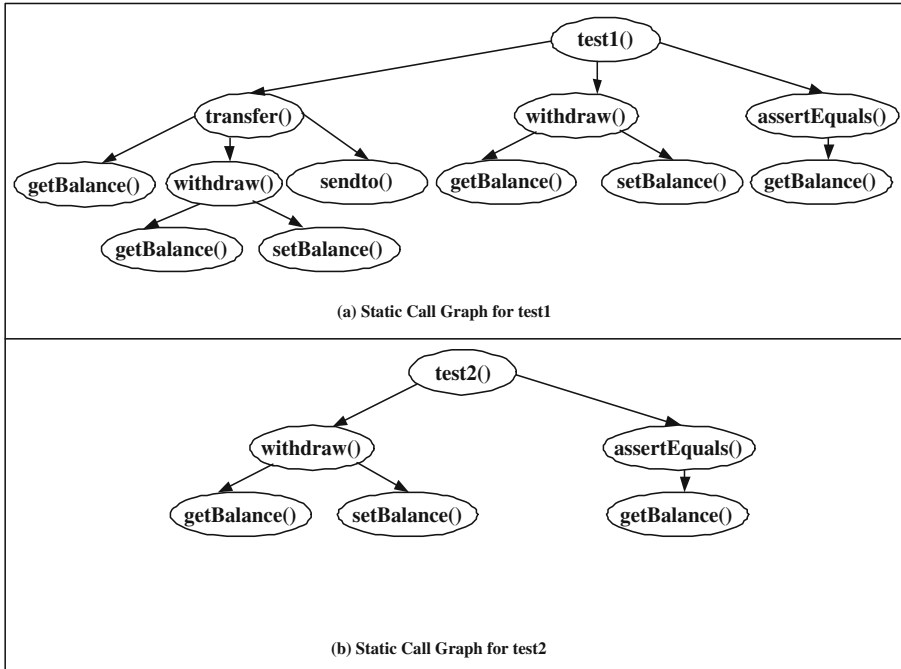 test1()
transfer() withdraw() assertEquals()
getBalance() withdraw() sendto() getBalance() setBalance() getBalance()
getBalance() setBalance()
(a) Static Call Graph for test1
test2()
withdraw() assertEquals()
getBalance() setBalance() getBalance()
(b) Static Call Graph for test2